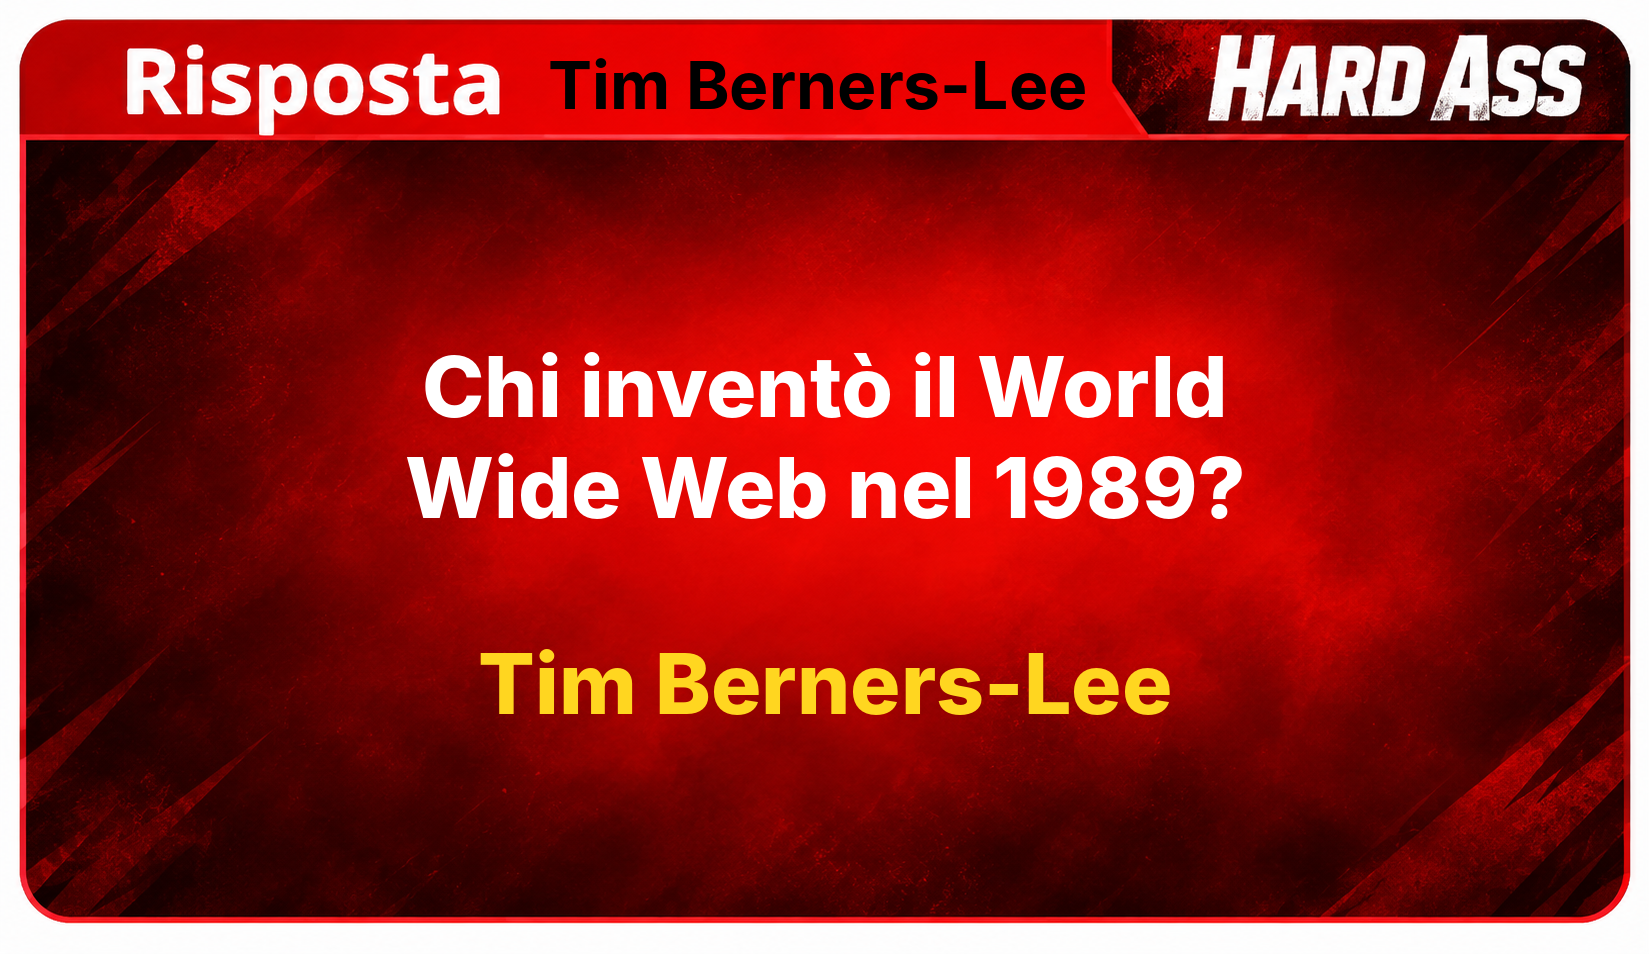 Risposta Tim Berners-Lee HARD ASS
Chi inventò il World
Wide Web nel 1989?
Tim Berners-Lee